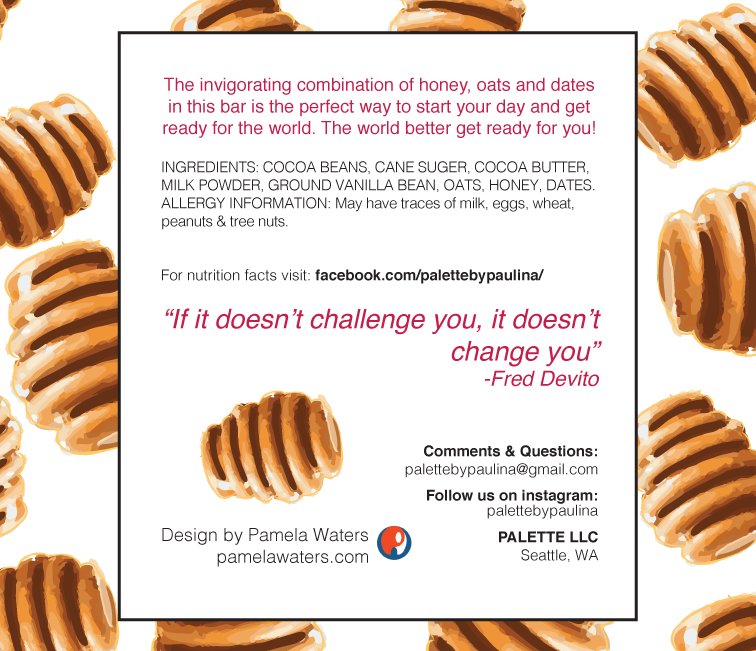 The invigorating combination of honey, oats and dates
in this bar is the perfect way to start your day and get
ready for the world. The world better get ready for you!
INGREDIENTS: COCOA BEANS, CANE SUGER, COCOA BUTTER,
MILK POWDER, GROUND VANILLA BEAN, OATS, HONEY, DATES.
ALLERGY INFORMATION: May have traces of milk, eggs, wheat,
peanuts & tree nuts.
For nutrition facts visit: facebook.com/palettebypaulina/
“If it doesn’t challenge you, it doesn’t
change you”
-Fred Devito
Comments & Questions:
palettebypaulina@gmail.com
Follow us on instagram:
palettebypaulina
PALETTE LLC
Seattle, WA
Design by Pamela Waters
pamelawaters.com